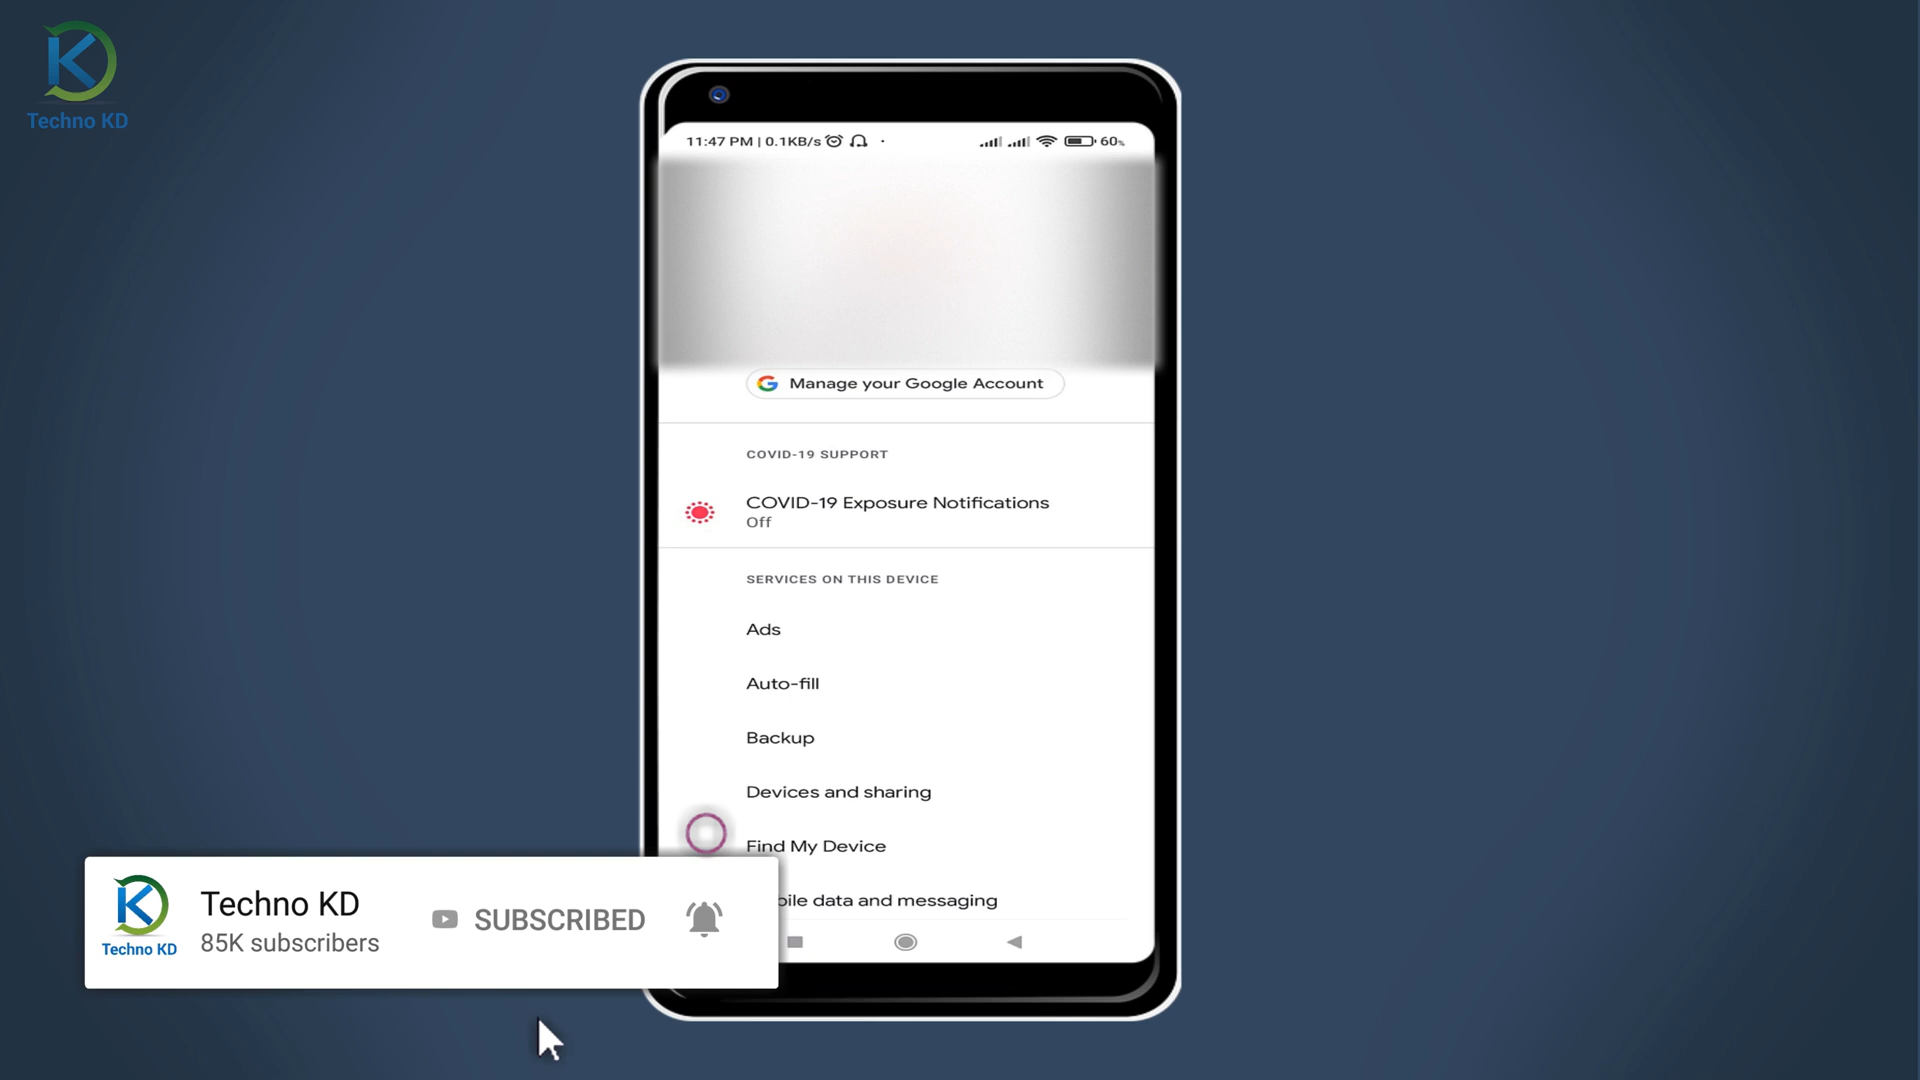 Techno KD
11:47 PM | 0.1KB/s
60%
Manage your Google Account
COVID-19 SUPPORT
COVID-19 Exposure Notifications
Off
SERVICES ON THIS DEVICE
Ads
Auto-fill
Backup
Devices and sharing
Find My Device
bile data and messaging
Techno KD
85K subscribers
SUBSCRIBED
Techno KD